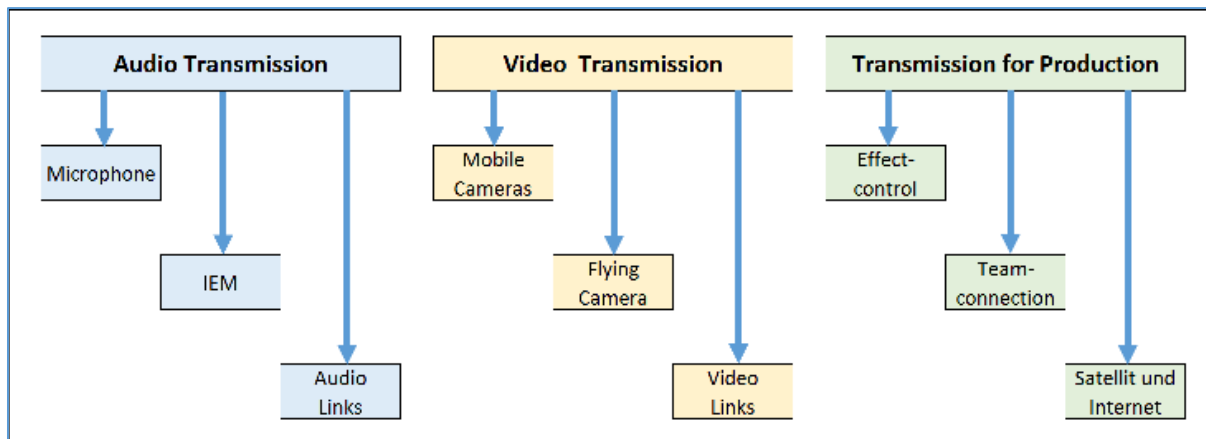 Audio Transmission
Microphone
IEM
Audio
Links
Video Transmission
Mobile
Cameras
Flying
Camera
Video
Links
Transmission for Production
Effect-
control
Team-
connection
Satellit und
Internet